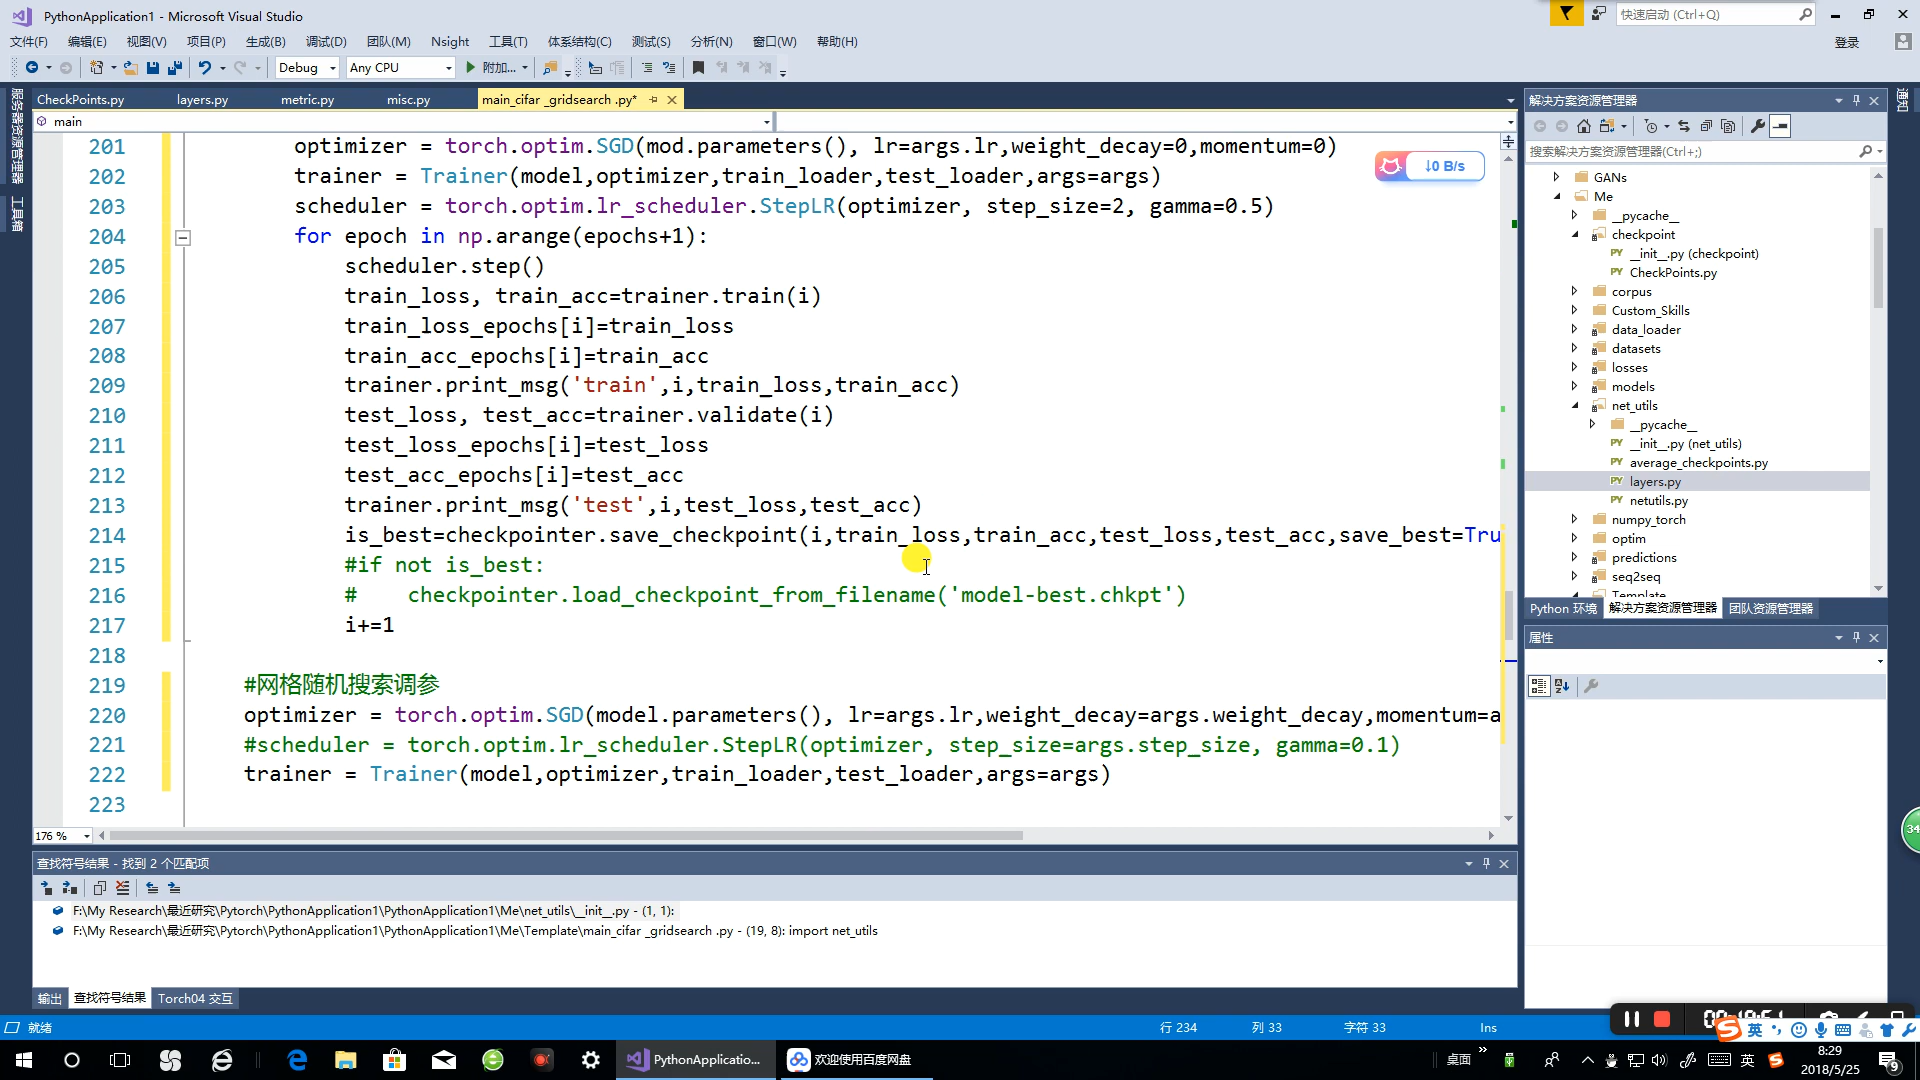 PythonApplication1 - Microsoft Visual Studio
快速启动 (Ctrl+Q)
文件(F) 编辑(E) 视图(V) 项目(P) 生成(B) 调试(D) 团队(M) Nsight 工具(T) 体系结构(C) 测试(S) 分析(N) 窗口(W) 帮助(H)
登录
Debug Any CPU 附加...
CheckPoints.py layers.py metric.py misc.py main_cifar _gridsearch .py*
main
服务器资源管理器
工具箱
通知
201 optimizer = torch.optim.SGD(mod.parameters(), lr=args.lr,weight_decay=0,momentum=0)
202 trainer = Trainer(model,optimizer,train_loader,test_loader,args=args)
203 scheduler = torch.optim.lr_scheduler.StepLR(optimizer, step_size=2, gamma=0.5)
204 for epoch in np.arange(epochs+1):
205 scheduler.step()
206 train_loss, train_acc=trainer.train(i)
207 train_loss_epochs[i]=train_loss
208 train_acc_epochs[i]=train_acc
209 trainer.print_msg('train',i,train_loss,train_acc)
210 test_loss, test_acc=trainer.validate(i)
211 test_loss_epochs[i]=test_loss
212 test_acc_epochs[i]=test_acc
213 trainer.print_msg('test',i,test_loss,test_acc)
214 is_best=checkpointer.save_checkpoint(i,train_loss,train_acc,test_loss,test_acc,save_best=Tru
215 #if not is_best:
216 # checkpointer.load_checkpoint_from_filename('model-best.chkpt')
217 i+=1
218
219 #网格随机搜索调参
220 optimizer = torch.optim.SGD(model.parameters(), lr=args.lr,weight_decay=args.weight_decay,momentum=a
221 #scheduler = torch.optim.lr_scheduler.StepLR(optimizer, step_size=args.step_size, gamma=0.1)
222 trainer = Trainer(model,optimizer,train_loader,test_loader,args=args)
223
↓0 B/s
176 %
解决方案资源管理器
搜索解决方案资源管理器(Ctrl+;)
GANs
Me
__pycache__
checkpoint
__init__.py (checkpoint)
CheckPoints.py
corpus
Custom_Skills
data_loader
datasets
losses
models
net_utils
__pycache__
__init__.py (net_utils)
average_checkpoints.py
layers.py
netutils.py
numpy_torch
optim
predictions
seq2seq
Template
Python 环境 解决方案资源管理器 团队资源管理器
属性
34
查找符号结果 - 找到 2 个匹配项
F:\My Research\最近研究\Pytorch\PythonApplication1\PythonApplication1\Me\net_utils\__init__.py - (1, 1):
F:\My Research\最近研究\Pytorch\PythonApplication1\PythonApplication1\Me\Template\main_cifar _gridsearch .py - (19, 8): import net_utils
输出 查找符号结果 Torch04 交互
就绪 行 234 列 33 字符 33 Ins
英
PythonApplicatio... 欢迎使用百度网盘
桌面 英 8:29
2018/5/25 9